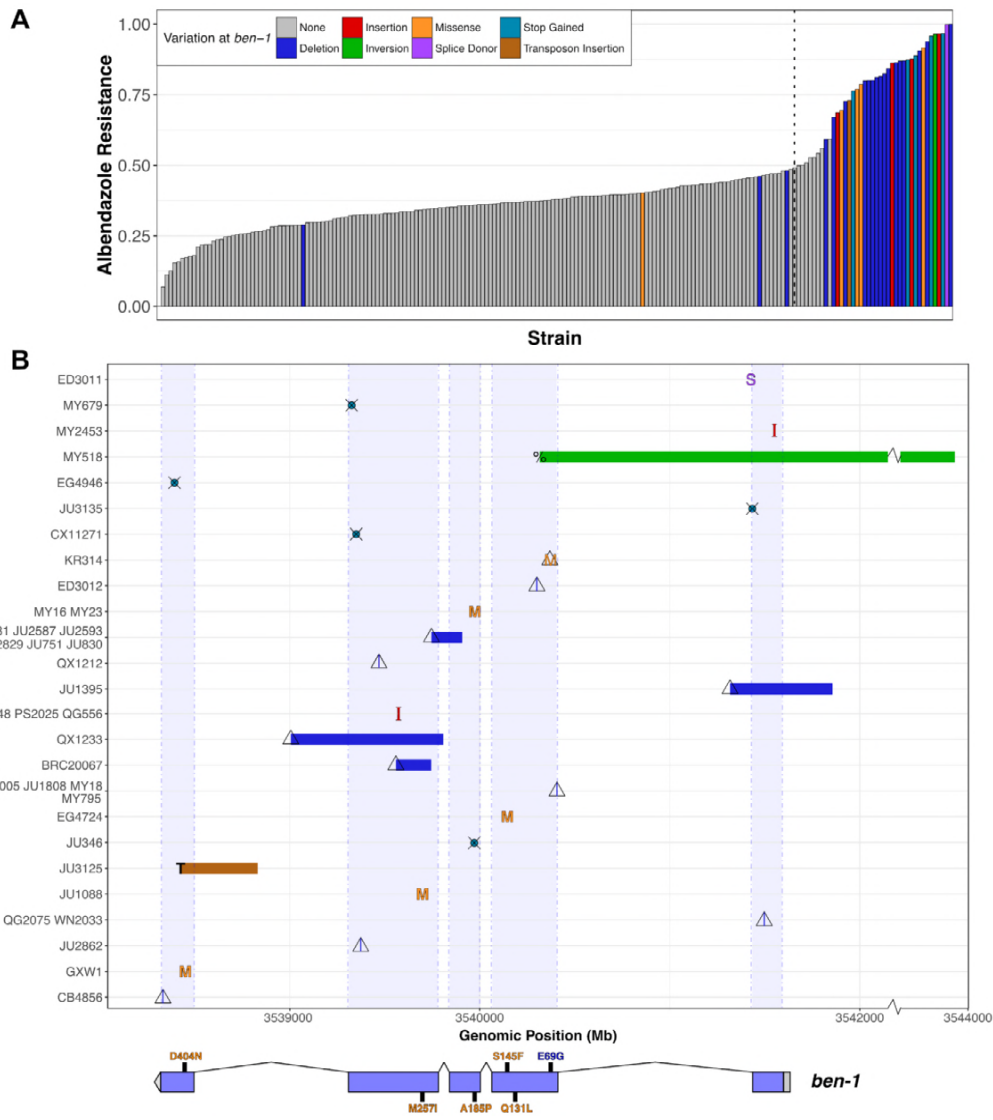 A
Variation at ben-1
None
Insertion
Missense
Stop Gained
Deletion
Inversion
Splice Donor
Transposon Insertion
Albendazole Resistance
1.00
0.75
0.50
0.25
0.00
Strain
B
ED3011
S
MY679
MY2453
I
MY518
EG4946
JU3135
CX11271
KR314
M
ED3012
MY16 MY23
M
31 JU2587 JU2593
2829 JU751 JU830
QX1212
JU1395
48 PS2025 QG556
I
QX1233
BRC20067
005 JU1808 MY18
MY795
EG4724
M
JU346
JU3125
T
JU1088
M
QG2075 WN2033
JU2862
GXW1
M
CB4856
3539000
3540000
3542000
3544000
Genomic Position (Mb)
D404N
S145F
E69G
ben-1
M257I
A185P
Q131L